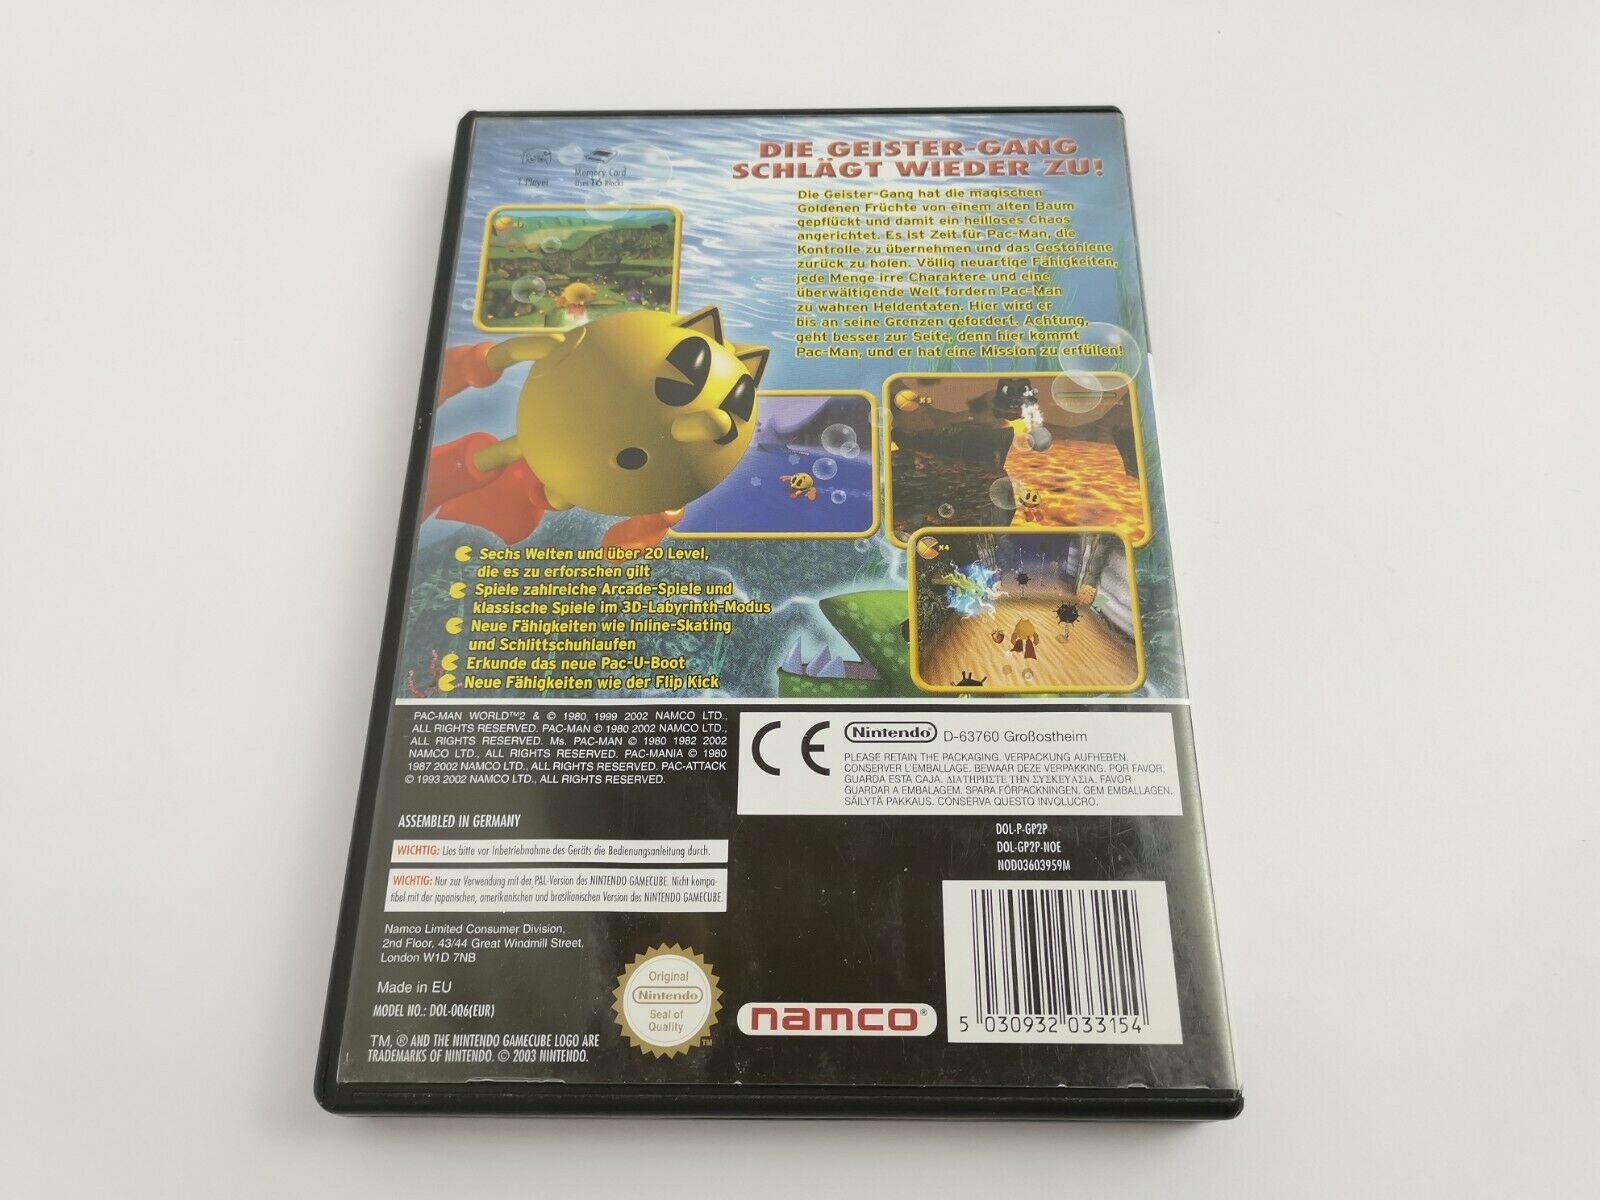 DIE GEISTER-GANG
SCHLÄGT WIEDER ZU!
1 Player
Memory Card
Uses 16 Blocks
Die Geister-Gang hat die magischen
Goldenen Früchte von einem alten Baum
gepflückt und damit ein heilloses Chaos
angerichtet. Es ist Zeit für Pac-Man, die
Kontrolle zu übernehmen und das Gestohlene
zurück zu holen. Völlig neuartige Fähigkeiten,
jede Menge irre Charaktere und eine
überwältigende Welt fordern Pac-Man
zu wahren Heldentaten. Hier wird er
bis an seine Grenzen gefordert. Achtung,
geht besser zur Seite, denn hier kommt
Pac-Man, und er hat eine Mission zu erfüllen!
X3
X4
Sechs Welten und über 20 Level,
die es zu erforschen gilt
Spiele zahlreiche Arcade-Spiele und
klassische Spiele im 3D-Labyrinth-Modus
Neue Fähigkeiten wie Inline-Skating
und Schlittschuhlaufen
Erkunde das neue Pac-U-Boot
Neue Fähigkeiten wie der Flip Kick
PAC-MAN WORLD™2 & © 1980 1999 2002 NAMCO LTD.,
ALL RIGHTS RESERVED. PAC-MAN © 1980 2002 NAMCO LTD.,
ALL RIGHTS RESERVED. Ms. PAC-MAN © 1980 1982 2002
NAMCO LTD., ALL RIGHTS RESERVED. PAC-MANIA © 1980
1987 2002 NAMCO LTD., ALL RIGHTS RESERVED. PAC-ATTACK
© 1993 2002 NAMCO LTD., ALL RIGHTS RESERVED.
CE
Nintendo D-63760 Großostheim
PLEASE RETAIN THE PACKAGING. VERPACKUNG AUFHEBEN.
CONSERVER L'EMBALLAGE. BEWAAR DEZE VERPAKKING. POR FAVOR,
GUARDA ESTA CAJA. ΔΙΑΤΗΡΗΣΤΕ ΤΗΝ ΣΥΣΚΕΥΑΣΙΑ. FAVOR
GUARDAR A EMBALAGEM. SPARA FÖRPACKNINGEN. GEM EMBALLAGEN.
SÄILYTÄ PAKKAUS. CONSERVA QUESTO INVOLUCRO.
ASSEMBLED IN GERMANY
DOL-P-GP2P
DOL-GP2P-NOE
NOD03603959M
WICHTIG: Lies bitte vor Inbetriebnahme des Geräts die Bedienungsanleitung durch.
WICHTIG: Nur zur Verwendung mit der PAL-Version des NINTENDO GAMECUBE. Nicht kompa-
tibel mit der japanischen, amerikanischen und brasilianischen Version des NINTENDO GAMECUBE.
Namco Limited Consumer Division,
2nd Floor, 43/44 Great Windmill Street,
London W1D 7NB
Made in EU
MODEL NO.: DOL-006(EUR)
TM, ® AND THE NINTENDO GAMECUBE LOGO ARE
TRADEMARKS OF NINTENDO. © 2003 NINTENDO.
Original
Nintendo
Seal of
Quality
TM
namco®
5 030932 033154